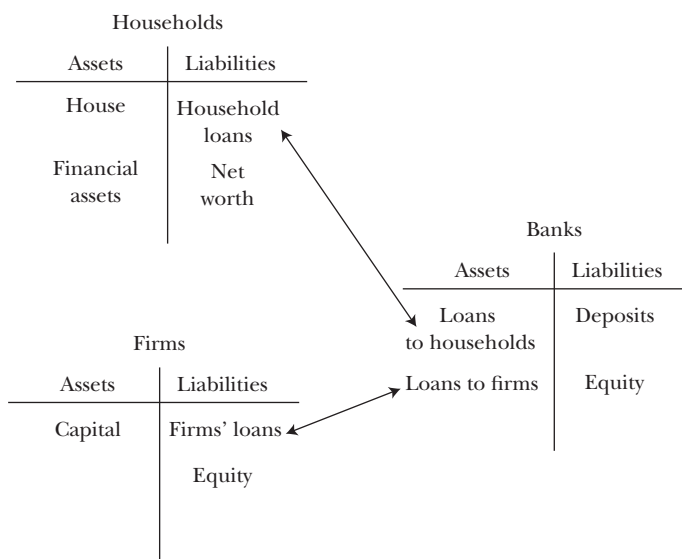 Households
Assets Liabilities
House Household
loans
Financial
assets Net
worth
Banks
Assets Liabilities
Loans
to households Deposits
Loans to firms Equity
Firms
Assets Liabilities
Capital Firms’ loans
Equity